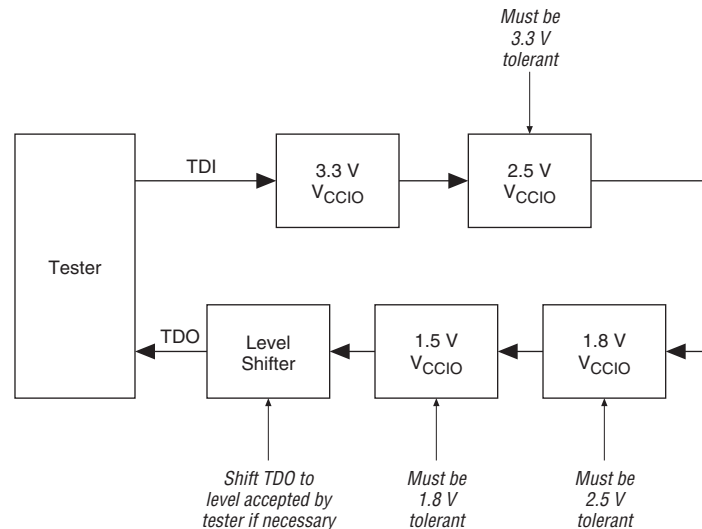 Must be
3.3 V
tolerant
TDI
3.3 V
VCCIO
2.5 V
VCCIO
Tester
TDO
Level
Shifter
1.5 V
VCCIO
1.8 V
VCCIO
Shift TDO to
level accepted by
tester if necessary
Must be
1.8 V
tolerant
Must be
2.5 V
tolerant